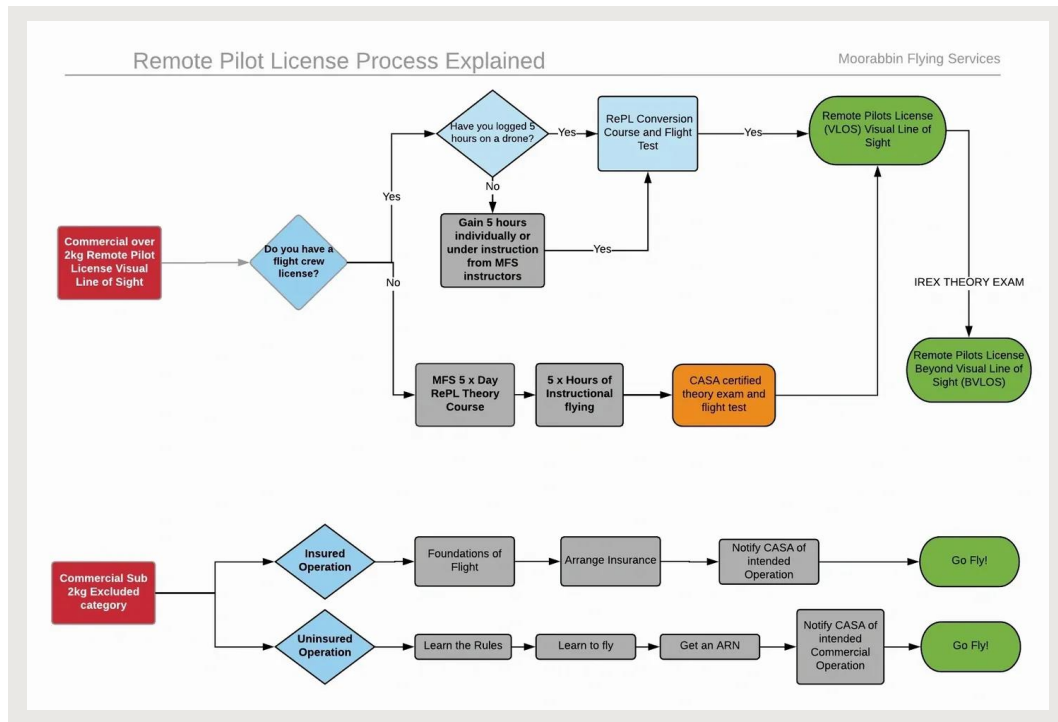 Remote Pilot License Process Explained
Moorabbin Flying Services
Have you logged 5
hours on a drone?
Yes
RePL Conversion
Course and Flight
Test
Yes
Remote Pilots License
(VLOS) Visual Line of
Sight
Yes
No
Gain 5 hours
individually or
under instruction
from MFS
instructors
Yes
Commercial over
2kg Remote Pilot
License Visual
Line of Sight
Do you have a
flight crew
license?
No
IREX THEORY EXAM
Remote Pilots License
Beyond Visual Line of
Sight (BVLOS)
MFS 5 x Day
RePL Theory
Course
5 x Hours of
Instructional
flying
CASA certified
theory exam and
flight test
Commercial Sub
2kg Excluded
category
Insured
Operation
Foundations of
Flight
Arrange Insurance
Notify CASA of
intended
Operation
Go Fly!
Uninsured
Operation
Learn the Rules
Learn to fly
Get an ARN
Notify CASA of
intended
Commercial
Operation
Go Fly!